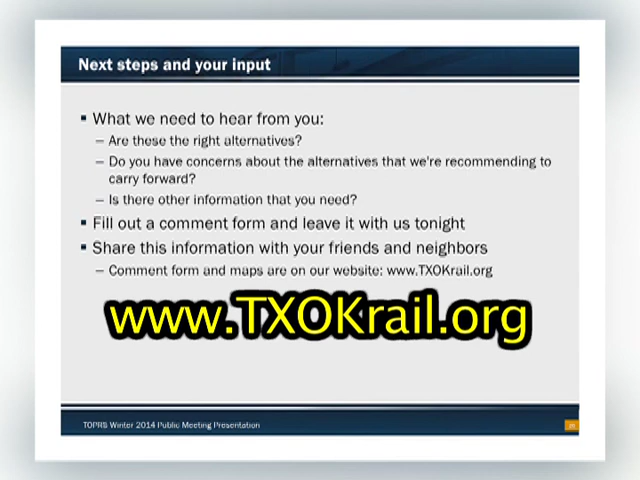 Next steps and your input
▪ What we need to hear from you:
– Are these the right alternatives?
– Do you have concerns about the alternatives that we're recommending to
carry forward?
– Is there other information that you need?
▪ Fill out a comment form and leave it with us tonight
▪ Share this information with your friends and neighbors
– Comment form and maps are on our website: www.TXOKrail.org
www.TXOKrail.org
TOPRS Winter 2014 Public Meeting Presentation